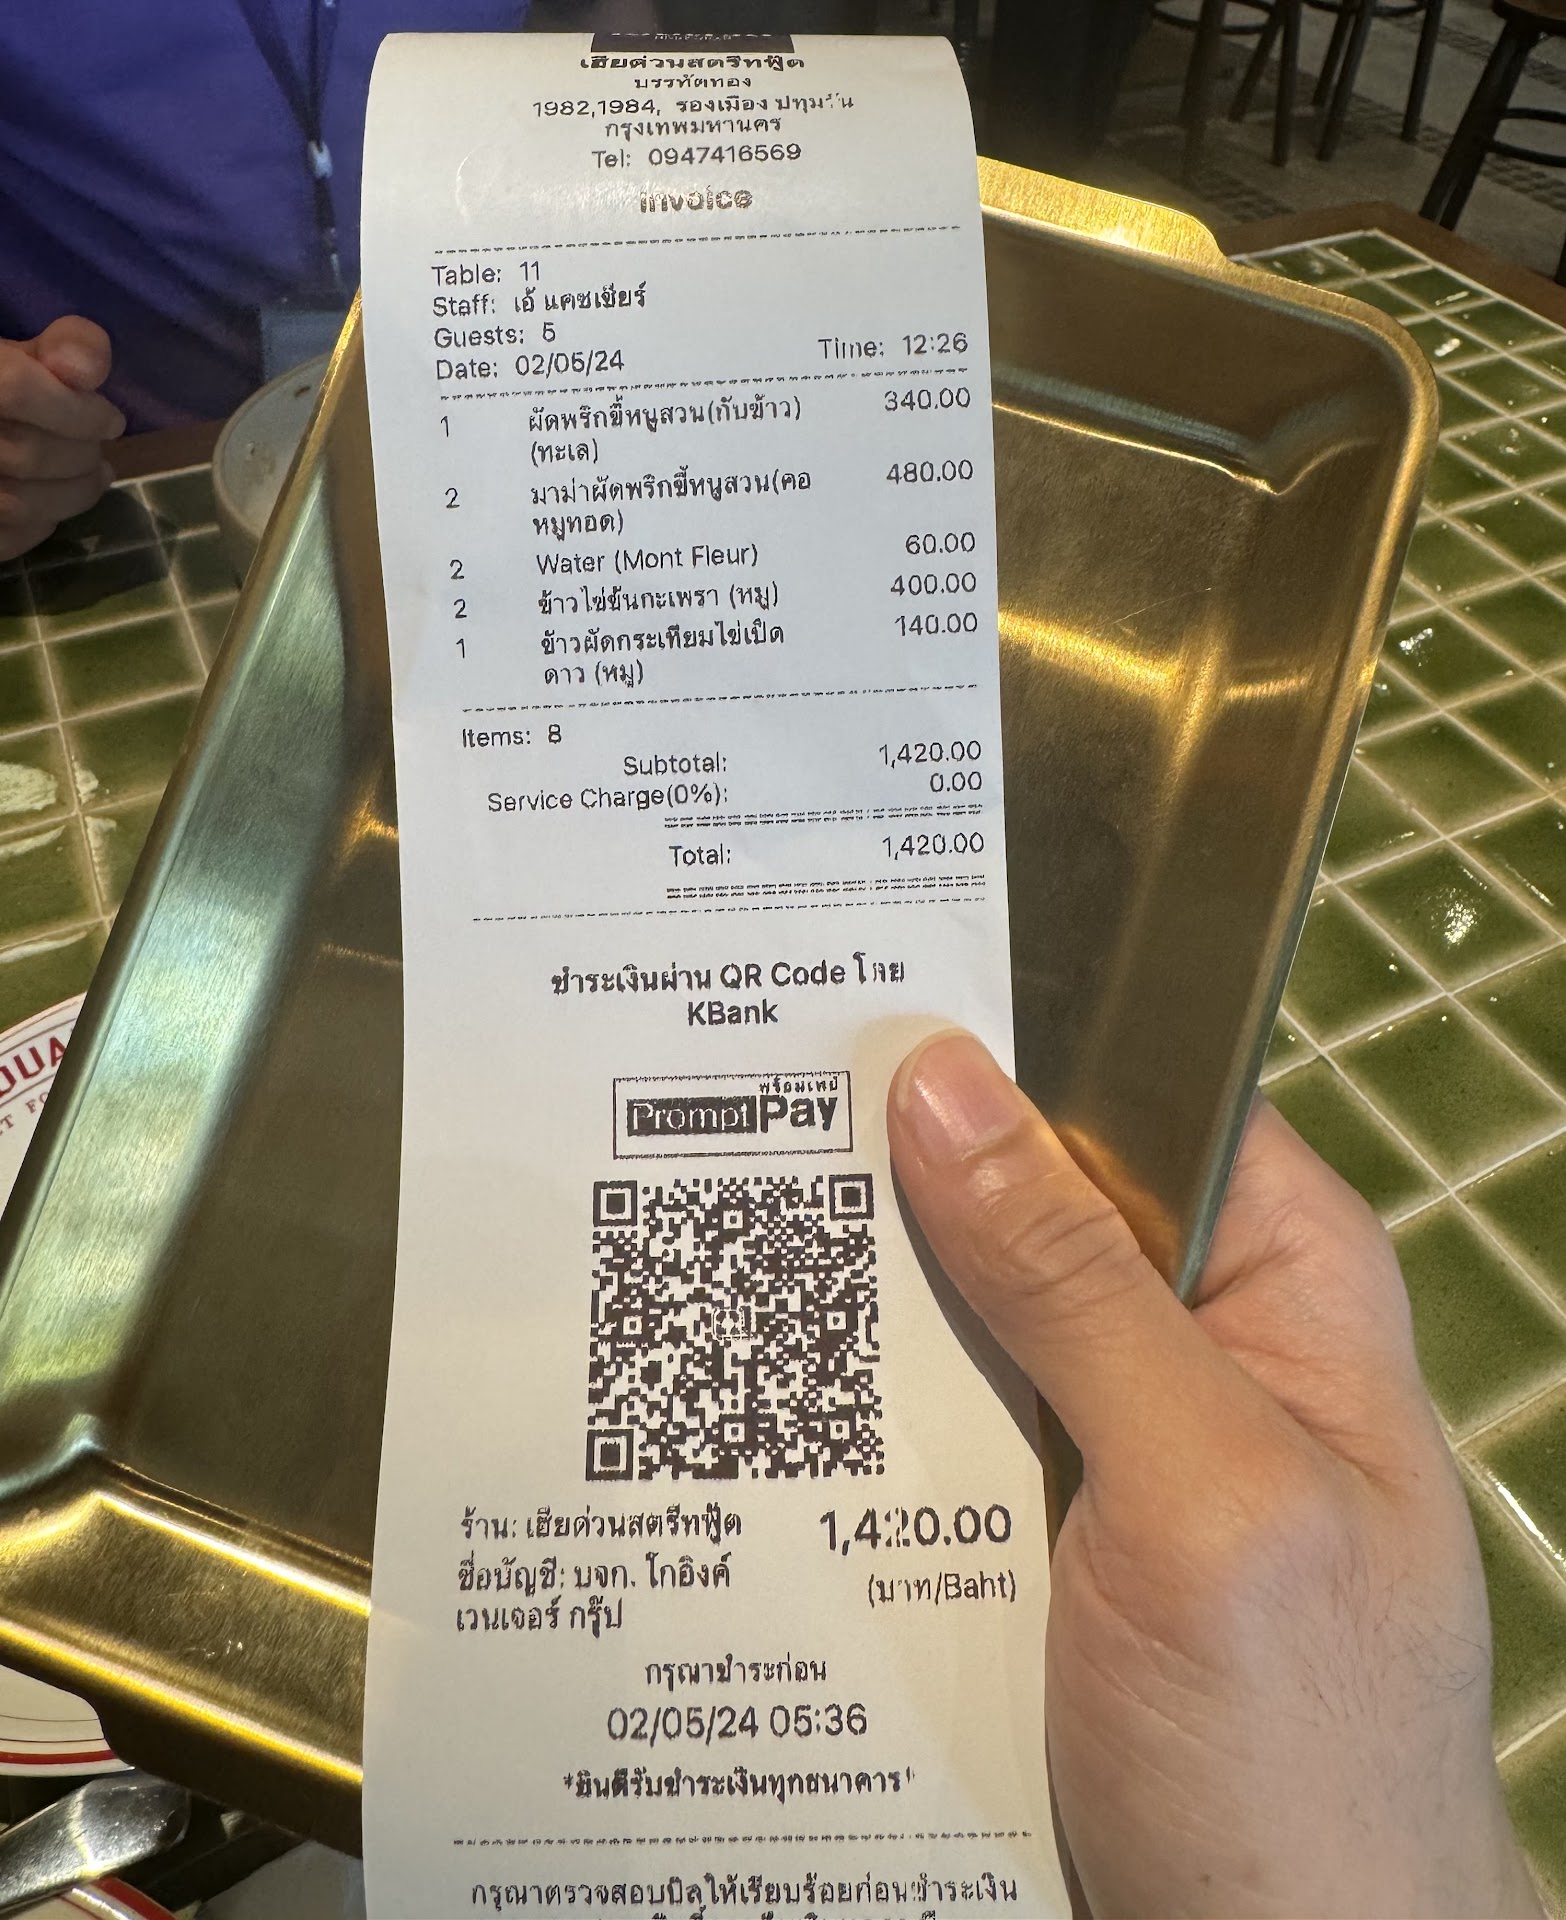 เฮียด่วนสตรีทฟู้ด
บรรทัดทอง
1982,1984, รองเมือง ปทุมวัน
กรุงเทพมหานคร
Tel: 0947416569
Invoice
Table: 11
Staff: เอ้ แคชเชียร์
Guests: 5
Date: 02/05/24 Time: 12:26
1 ผัดพริกขี้หนูสวน(กับข้าว) 340.00
(ทะเล)
2 มาม่าผัดพริกขี้หนูสวน(คอ 480.00
หมูทอด)
2 Water (Mont Fleur) 60.00
2 ข้าวไข่ข้นกะเพรา (หมู) 400.00
1 ข้าวผัดกระเทียมไข่เป็ด 140.00
ดาว (หมู)
Items: 8
Subtotal: 1,420.00
Service Charge(0%): 0.00
Total: 1,420.00
ชำระเงินผ่าน QR Code โดย
KBank
พร้อมเพย์
Prompt Pay
ร้าน: เฮียด่วนสตรีทฟู้ด 1,420.00
ชื่อบัญชี: บจก. โกอิงค์ (บาท/Baht)
เวนเจอร์ กรุ๊ป
กรุณาชำระก่อน
02/05/24 05:36
*ยินดีรับชำระเงินทุกธนาคาร*
กรุณาตรวจสอบบิลให้เรียบร้อยก่อนชำระเงิน